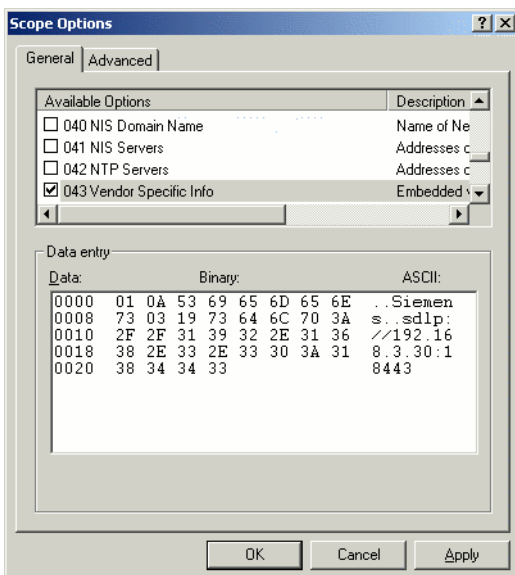 Scope Options
General Advanced
Available Options Description
040 NIS Domain Name Name of Ne
041 NIS Servers Addresses c
042 NTP Servers Addresses c
043 Vendor Specific Info Embedded v
Data entry
Data: Binary: ASCII:
0000 01 0A 53 69 65 6D 65 6E ..Siemen
0008 73 03 19 73 64 6C 70 3A s..sdlp:
0010 2F 2F 31 39 32 2E 31 36 //192.16
0018 38 2E 33 2E 33 30 3A 31 8.3.30:1
0020 38 34 34 33 8443
OK Cancel Apply